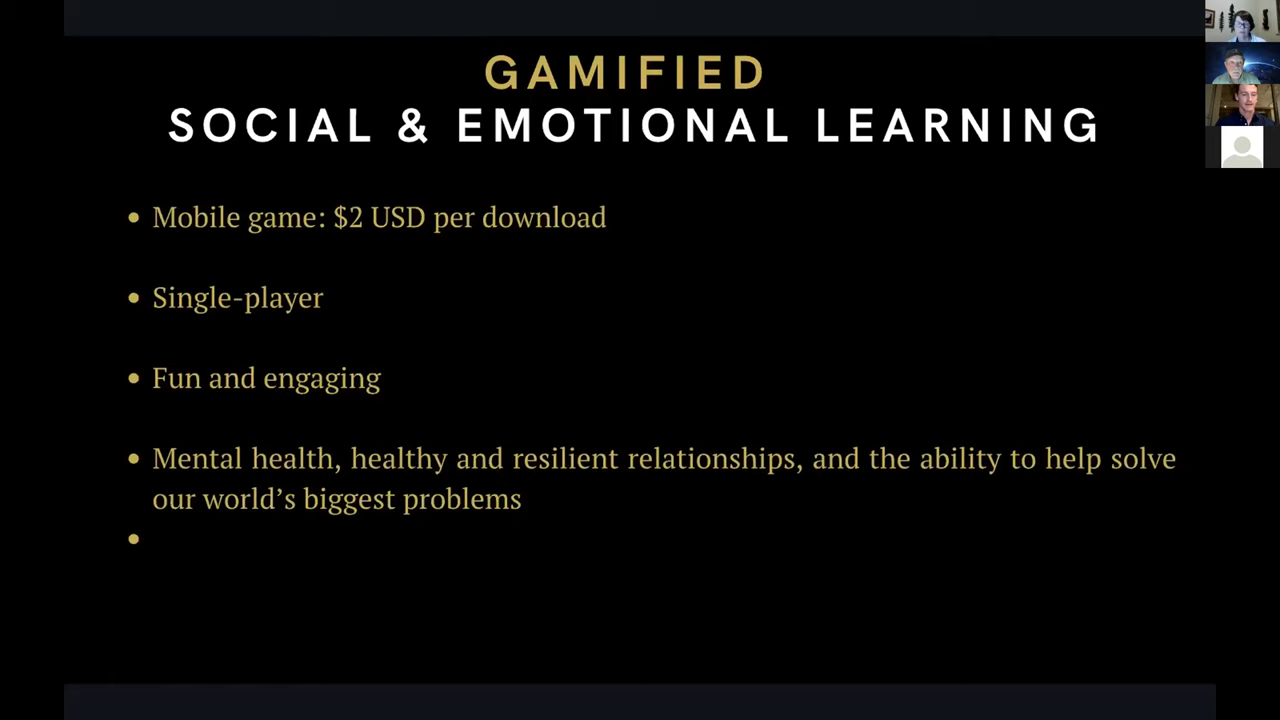 GAMIFIED
SOCIAL & EMOTIONAL LEARNING
• Mobile game: $2 USD per download
• Single-player
• Fun and engaging
• Mental health, healthy and resilient relationships, and the ability to help solve
our world’s biggest problems
•